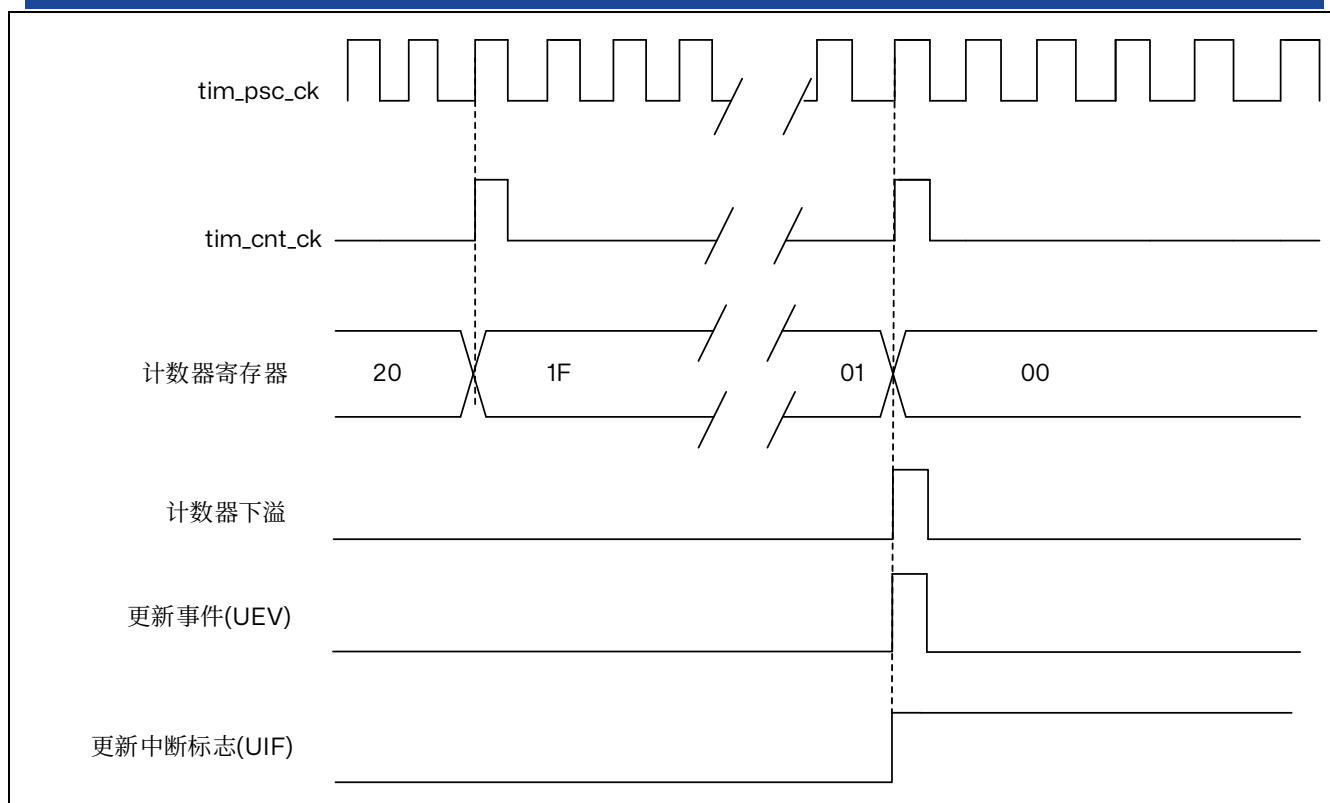 tim_psc_ck
tim_cnt_ck
计数器寄存器 20 1F 01 00
计数器下溢
更新事件(UEV)
更新中断标志(UIF)